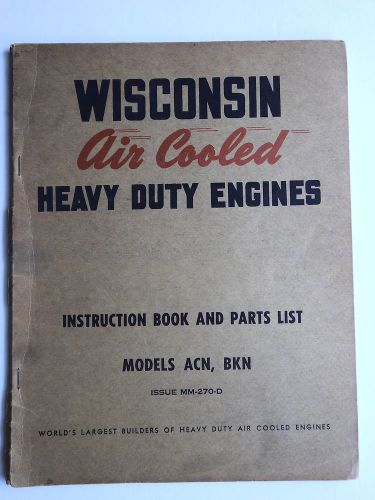 WISCONSIN
Air Cooled
HEAVY DUTY ENGINES
INSTRUCTION BOOK AND PARTS LIST
MODELS ACN, BKN
ISSUE MM-270-D
WORLD'S LARGEST BUILDERS OF HEAVY DUTY AIR COOLED ENGINES